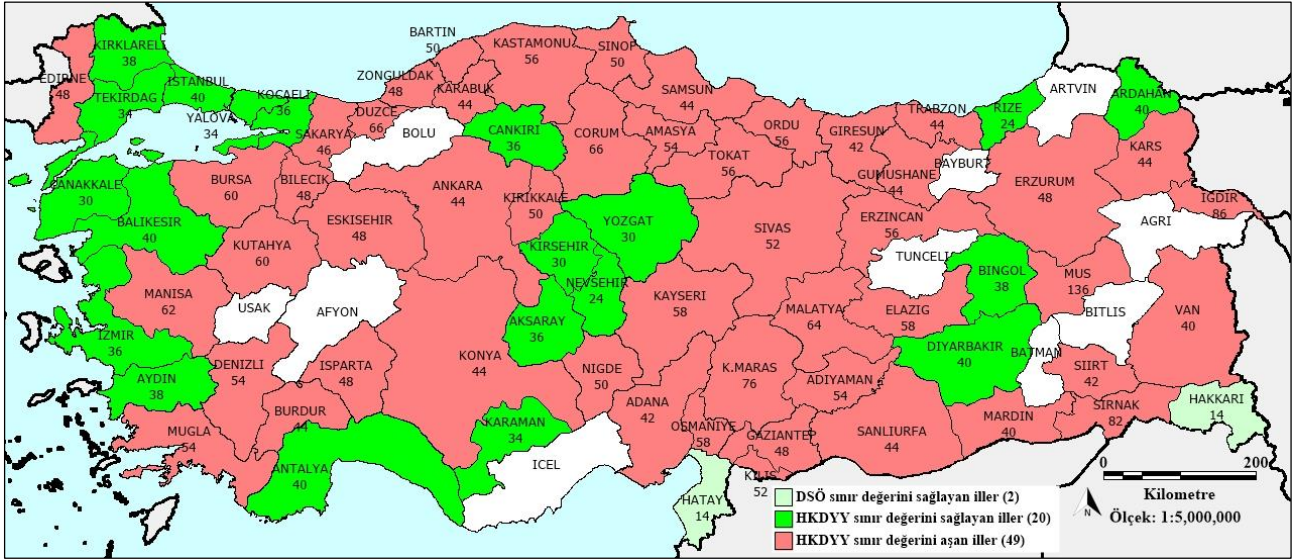 BARTIN
50
KASTAMONU
56
SINOP
50
KIRKLARELI
38
EDIRNE
48
TEKIRDAG
34
ISTANBUL
40
KOCAELI
36
YALOVA
34
SAKARYA
46
ZONGULDAK
48
DUZCE
66
KARABUK
44
BOLU
CANKIRI
36
CORUM
66
SAMSUN
44
AMASYA
54
TOKAT
56
ORDU
56
GIRESUN
42
TRABZON
44
GUMUSHANE
44
BAYBURT
RIZE
24
ARTVIN
ARDAHAN
40
KARS
44
IGDIR
86
AGRI
ERZURUM
48
ERZINCAN
56
CANAKKALE
30
BALIKESIR
40
BURSA
60
BILECIK
48
ESKISEHIR
48
KUTAHYA
60
ANKARA
44
KIRIKKALE
50
YOZGAT
30
KIRSEHIR
30
NEVSEHIR
24
SIVAS
52
TUNCELI
BINGOL
38
MUS
136
BITLIS
VAN
40
MANISA
62
USAK
AFYON
IZMIR
36
AYDIN
38
DENIZLI
54
ISPARTA
48
BURDUR
44
MUGLA
54
ANTALYA
40
KONYA
44
AKSARAY
36
KARAMAN
34
NIGDE
50
ICEL
KAYSERI
58
MALATYA
64
ELAZIG
58
DIYARBAKIR
40
BATMAN
SIIRT
42
SIRNAK
82
HAKKARI
14
K.MARAS
76
ADIYAMAN
54
ADANA
42
OSMANIYE
58
GAZIANTEP
48
KILIS
52
SANLIURFA
44
MARDIN
40
HATAY
14
0 200
Kilometre
Ölçek: 1:5,000,000
N
DSÖ sınır değerini sağlayan iller (2)
HKDYY sınır değerini sağlayan iller (20)
HKDYY sınır değerini aşan iller (49)